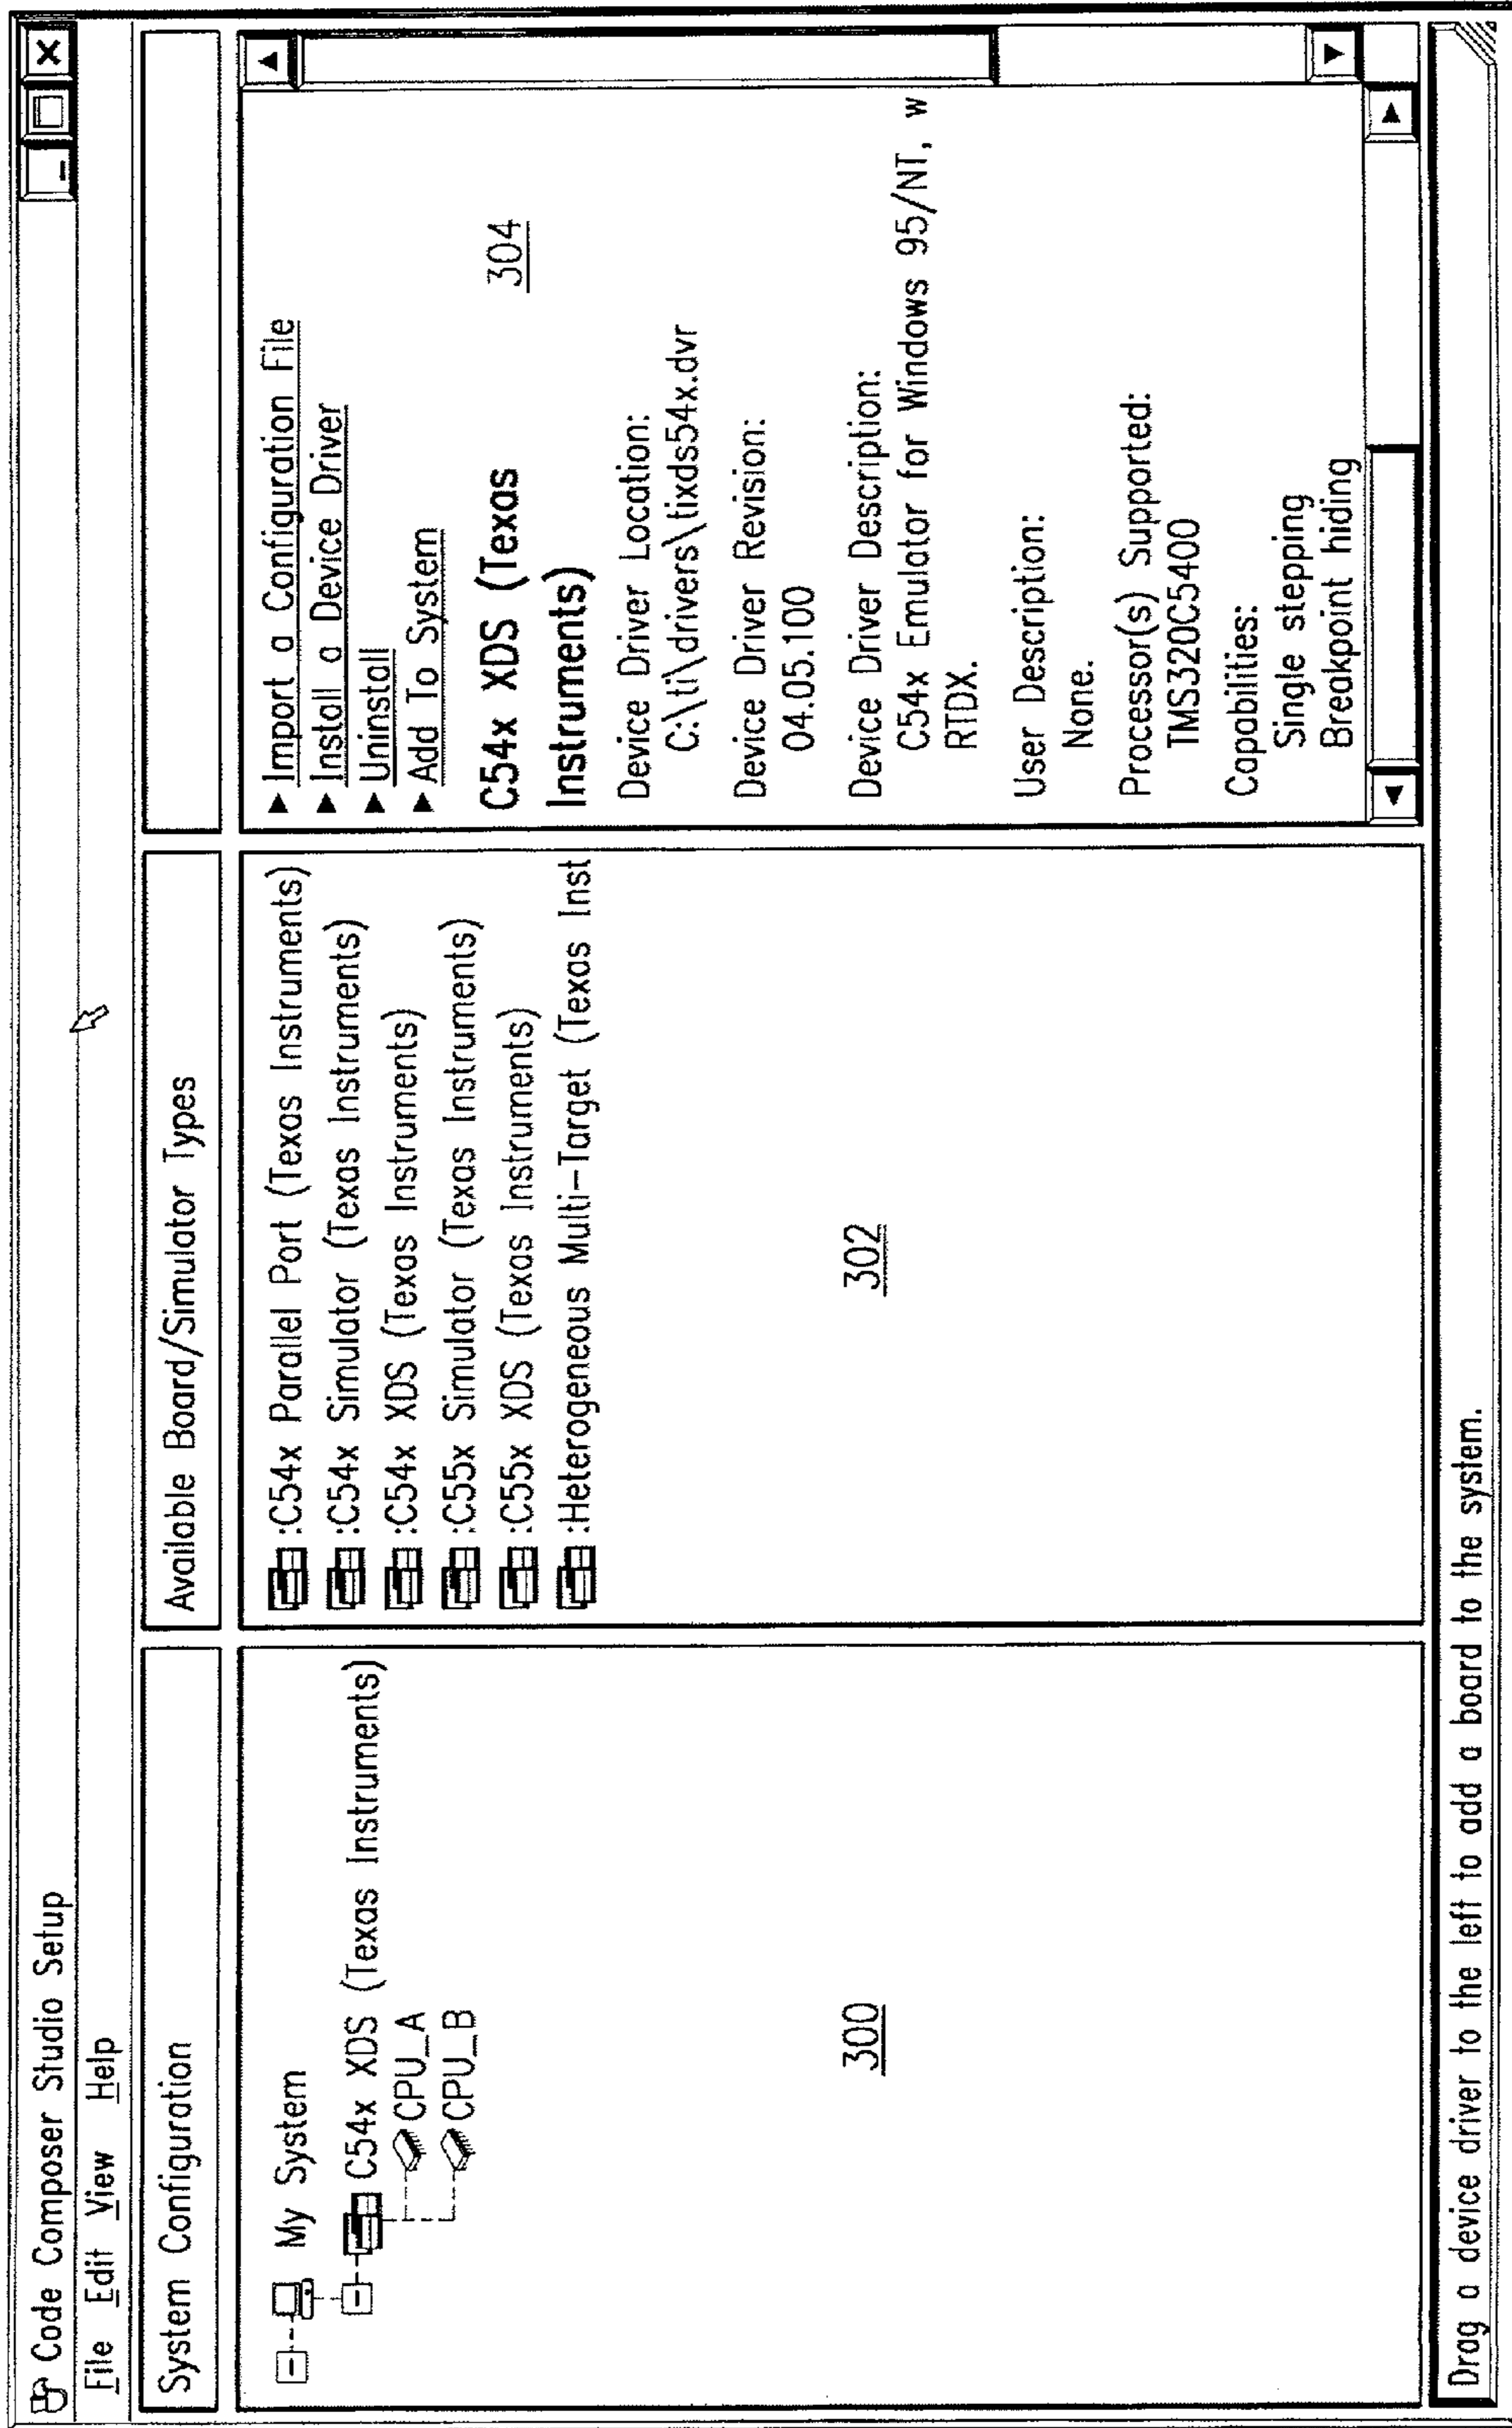 Code Composer Studio Setup
File Edit View Help
System Configuration
My System
C54x XDS (Texas Instruments)
CPU_A
CPU_B
300
Available Board/Simulator Types
:C54x Parallel Port (Texas Instruments)
:C54x Simulator (Texas Instruments)
:C54x XDS (Texas Instruments)
:C55x Simulator (Texas Instruments)
:C55x XDS (Texas Instruments)
:Heterogeneous Multi-Target (Texas Inst
302
Import a Configuration File
Install a Device Driver
Uninstall
Add To System
304
C54x XDS (Texas
Instruments)
Device Driver Location:
C:\ti\drivers\tixds54x.dvr
Device Driver Revision:
04.05.100
Device Driver Description:
C54x Emulator for Windows 95/NT, w
RTDX.
User Description:
None.
Processor(s) Supported:
TMS320C5400
Capabilities:
Single stepping
Breakpoint hiding
Drag a device driver to the left to add a board to the system.